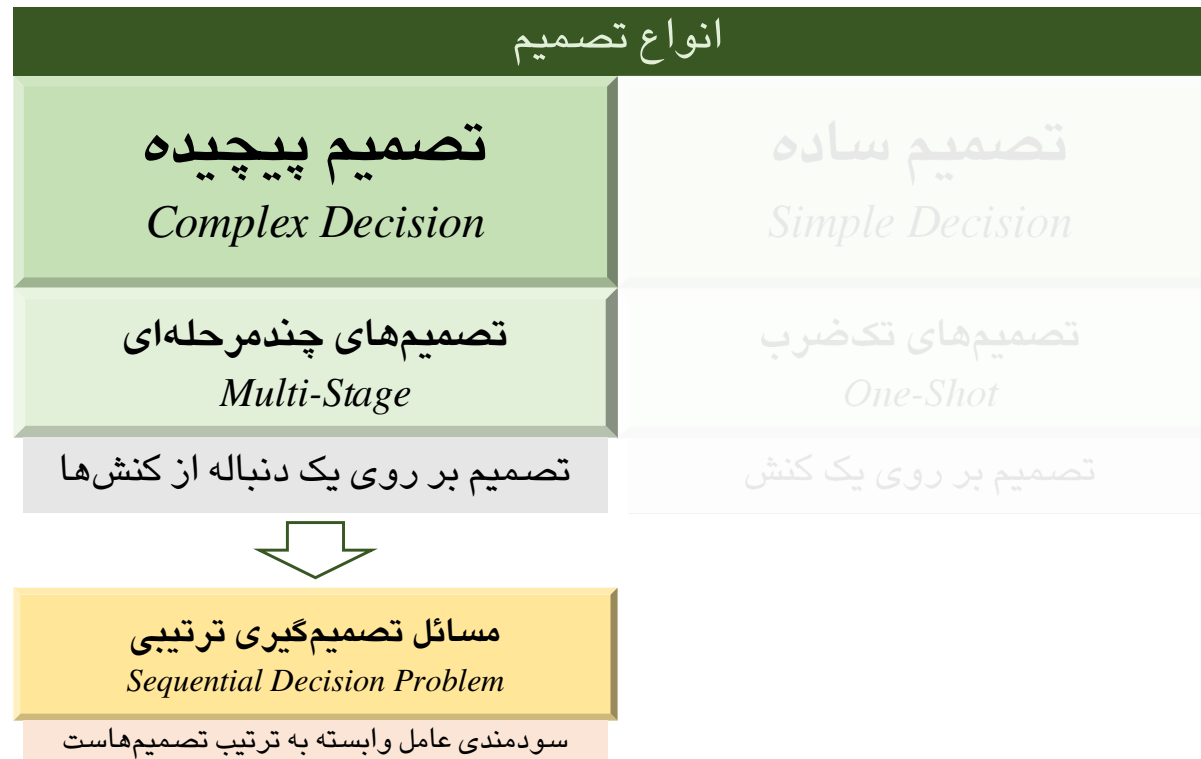 انواع تصمیم
تصمیم ساده
Simple Decision
تصمیم‌های تک‌ضرب
One-Shot
تصمیم بر روی یک کنش
تصمیم پیچیده
Complex Decision
تصمیم‌های چندمرحله‌ای
Multi-Stage
تصمیم بر روی یک دنباله از کنش‌ها
مسائل تصمیم‌گیری ترتیبی
Sequential Decision Problem
سودمندی عامل وابسته به ترتیب تصمیم‌هاست